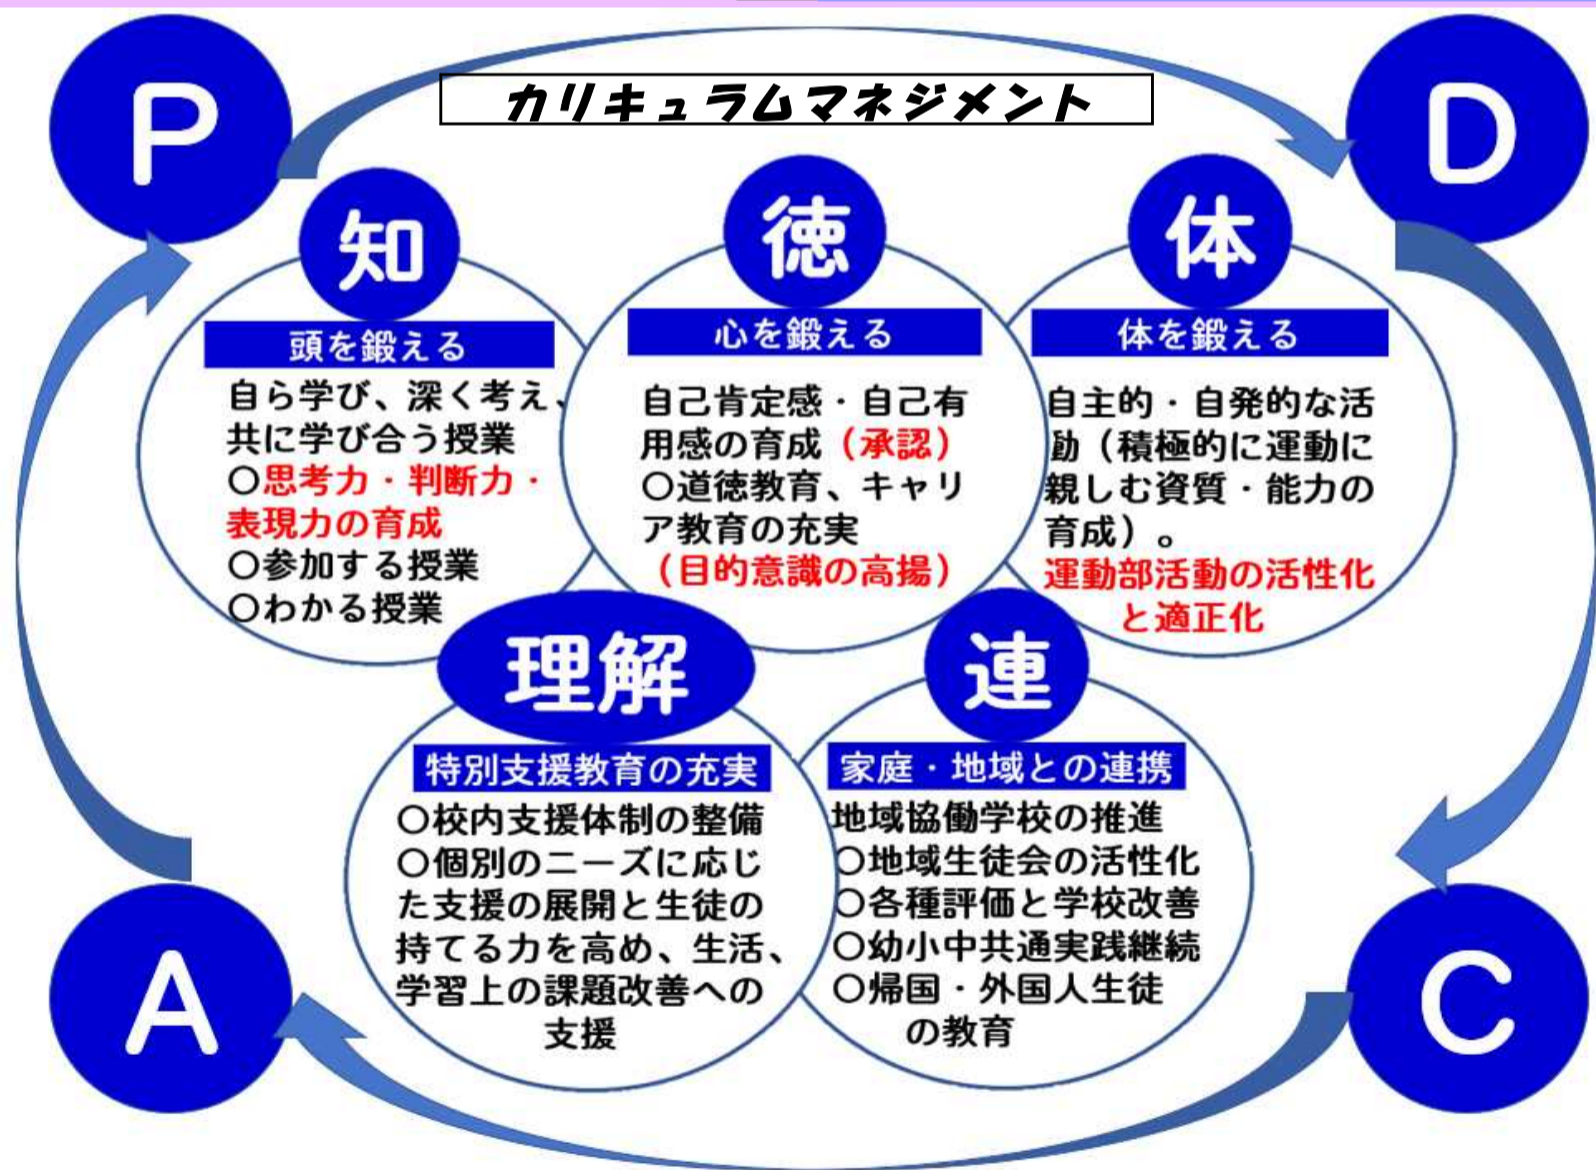 カリキュラムマネジメント
P
D
知
頭を鍛える
自ら学び、深く考え、
共に学び合う授業
○思考力・判断力・
表現力の育成
○参加する授業
○わかる授業
徳
心を鍛える
自己肯定感・自己有
用感の育成（承認）
○道徳教育、キャリ
ア教育の充実
（目的意識の高揚）
体
体を鍛える
自主的・自発的な活
動（積極的に運動に
親しむ資質・能力の
育成）。
運動部活動の活性化
と適正化
理解
特別支援教育の充実
○校内支援体制の整備
○個別のニーズに応じ
た支援の展開と生徒の
持てる力を高め、生活、
学習上の課題改善への
支援
連
家庭・地域との連携
地域協働学校の推進
○地域生徒会の活性化
○各種評価と学校改善
○幼小中共通実践継続
○帰国・外国人生徒
の教育
A
C